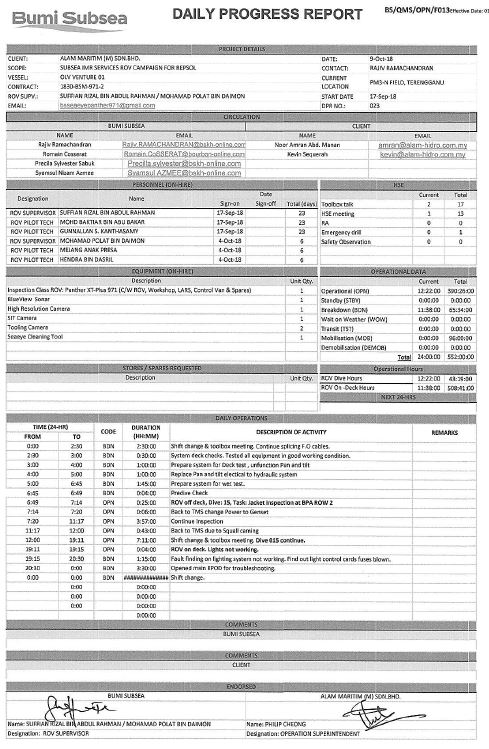 Bumi Subsea
DAILY PROGRESS REPORT
BS/QMS/OPN/F013 Effective Date: 01
PROJECT DETAILS
CLIENT: ALAM MARITIM (M) SDN.BHD. DATE: 9-Oct-18
SCOPE: SUBSEA IMR SERVICES ROV CAMPAIGN FOR REPSOL CONTACT: RAJIV RAMACHANDRAN
VESSEL: OLV VENTURE 01 CURRENT
CONTRACT: 1830-BSM-971-2 LOCATION PM3-N FIELD, TERENGGANU
ROV SUPV.: SUFFIAN RIZAL BIN ABDUL RAHMAN / MOHAMAD POLAT BIN DAIMON START DATE 17-Sep-18
EMAIL: bsseaeyepanther971@gmail.com DPR NO.: 023
CIRCULATION
BUMI SUBSEA CLIENT
NAME EMAIL NAME EMAIL
Rajiv Ramachandran Rajiv.RAMACHANDRAN@bskh-online.com Noor Amran Abd. Manan amran@alam-hidro.com.my
Romain Cosserat Romain.CosSERAT@bourbon-online.com Kevin Sequerah kevin@alam-hidro.com.my
Precila Sylvester Sabuk Precilla.sylvester@bskh-online.com
Syamsul Nizam Azmee Syamsul.AZMEE@bskh-online.com
PERSONNEL (ON-HIRE) HSE
Designation Name Date Current Total
Sign-on Sign-off Total (days) Toolbox talk 2 17
ROV SUPERVISOR SUFFIAN RIZAL BIN ABDUL RAHMAN 17-Sep-18 23 HSE meeting 1 13
ROV PILOT TECH MOHD BAKTIAR BIN ABU BAKAR 17-Sep-18 23 RA 0 0
ROV PILOT TECH GUNNALLAN S. KANTHASAMY 17-Sep-18 23 Emergency drill 0 1
ROV SUPERVISOR MOHAMAD POLAT BIN DAIMON 4-Oct-18 6 Safety Observation 0 0
ROV PILOT TECH MELANG ANAK PRESA 4-Oct-18 6
ROV PILOT TECH HENDRA BIN DASRIL 4-Oct-18 6
EQUIPMENT (ON-HIRE) OPERATIONAL DATA
Description Unit Qty. Current Total
Inspection Class ROV: Panther XT-Plus 971 (C/W ROV, Workshop, LARS, Control Van & Spares) 1 Operational (OPN) 12:22:00 390:26:00
BlueView Sonar 1 Standby (STBY) 0:00:00 0:00:00
High Resolution Camera 1 Breakdown (BDN) 11:38:00 65:34:00
SIT Camera 1 Wait on Weather (WOW) 0:00:00 0:00:00
Tooling Camera 2 Transit (TST) 0:00:00 0:00:00
Seaeye Cleaning Tool 1 Mobilisation (MOB) 0:00:00 96:00:00
Demobilisation (DEMOB) 0:00:00 0:00:00
Total 24:00:00 552:00:00
STORES / SPARES REQUESTED Operational Hours
Description Unit Qty. ROV Dive Hours 12:22:00 43:19:00
ROV On-Deck Hours 11:38:00 508:41:00
NEXT 24-HRS
DAILY OPERATIONS
TIME (24-HR) CODE DURATION (HH:MM) DESCRIPTION OF ACTIVITY REMARKS
FROM TO
0:00 2:30 BDN 2:30:00 Shift change & toolbox meeting. Continue splicing F.O cables.
2:30 3:00 BDN 0:30:00 System deck checks. Tested all equipment in good working condition.
3:00 4:00 BDN 1:00:00 Prepare system for Deck test, unfunction Pan and tilt
4:00 5:00 BDN 1:00:00 Replace Pan and tilt electical to hydraulic system
5:00 6:45 BDN 1:45:00 Prepare system for wet test.
6:45 6:49 BDN 0:04:00 Predive Check
6:49 7:14 OPN 0:25:00 ROV off deck, Dive: 15, Task: Jacket Inspection at BPA ROW 2
7:14 7:20 OPN 0:06:00 Back to TMS change Power to Genset
7:20 11:17 OPN 3:57:00 Continue Inspection
11:17 12:00 OPN 0:43:00 Back to TMS due to Squall coming
12:00 19:11 OPN 7:11:00 Shift change & toolbox meeting. Dive 015 continue.
19:11 19:15 OPN 0:04:00 ROV on deck. Lights not working.
19:15 20:30 BDN 1:15:00 Fault finding on lighting system not working. Find out light control cards fuses blown.
20:30 0:00 BDN 3:30:00 Opened main EPOD for troubleshooting.
0:00 0:00 BDN ############## Shift change.
0:00 0:00:00
0:00 0:00:00
0:00 0:00:00
0:00:00
COMMENTS
BUMI SUBSEA
COMMENTS
CLIENT
ENDORSED
BUMI SUBSEA ALAM MARITIM (M) SDN.BHD.
Name: SUFFIAN RIZAL BIN ABDUL RAHMAN / MOHAMAD POLAT BIN DAIMON Name: PHILIP CHEONG
Designation: ROV SUPERVISOR Designation: OPERATION SUPERINTENDENT